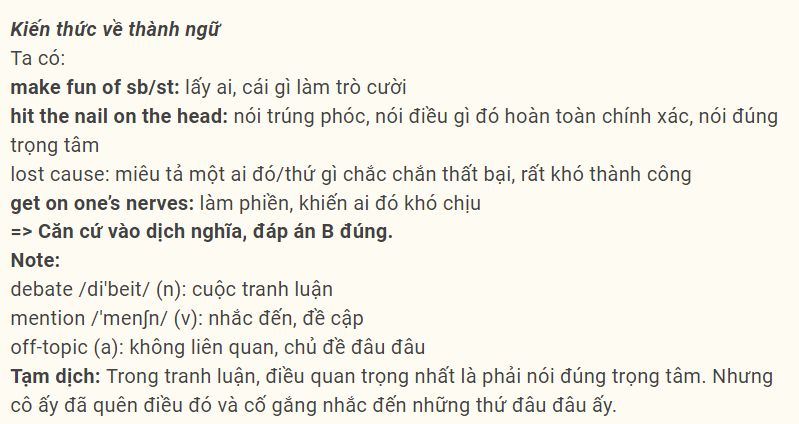 Kiến thức về thành ngữ
Ta có:
make fun of sb/st: lấy ai, cái gì làm trò cười
hit the nail on the head: nói trúng phóc, nói điều gì đó hoàn toàn chính xác, nói đúng
trọng tâm
lost cause: miêu tả một ai đó/thứ gì chắc chắn thất bại, rất khó thành công
get on one’s nerves: làm phiền, khiến ai đó khó chịu
=> Căn cứ vào dịch nghĩa, đáp án B đúng.
Note:
debate /di'beit/ (n): cuộc tranh luận
mention /'menʃn/ (v): nhắc đến, đề cập
off-topic (a): không liên quan, chủ đề đâu đâu
Tạm dịch: Trong tranh luận, điều quan trọng nhất là phải nói đúng trọng tâm. Nhưng
cô ấy đã quên điều đó và cố gắng nhắc đến những thứ đâu đâu ấy.